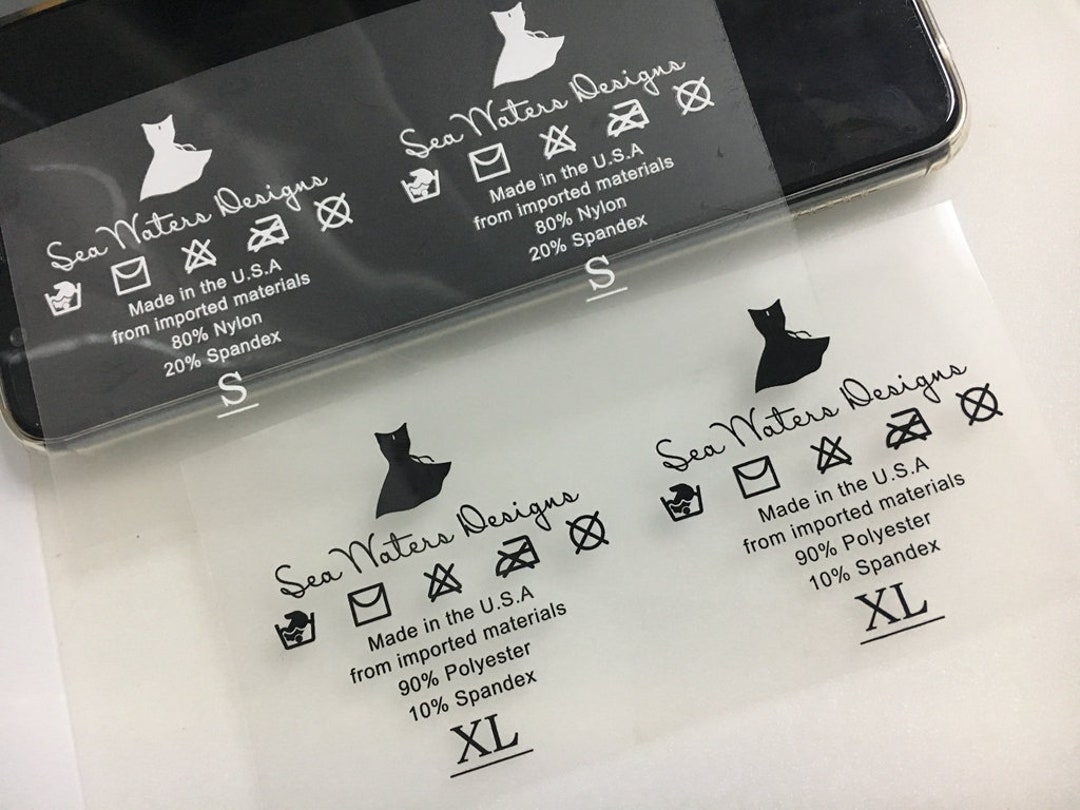 Sea Waters Designs
Made in the U.S.A
from imported materials
80% Nylon
20% Spandex
S
Sea Waters Designs
Made in the U.S.A
from imported materials
80% Nylon
20% Spandex
S
Sea Waters Designs
Made in the U.S.A
from imported materials
90% Polyester
10% Spandex
XL
Sea Waters Designs
Made in the U.S.A
from imported materials
90% Polyester
10% Spandex
XL